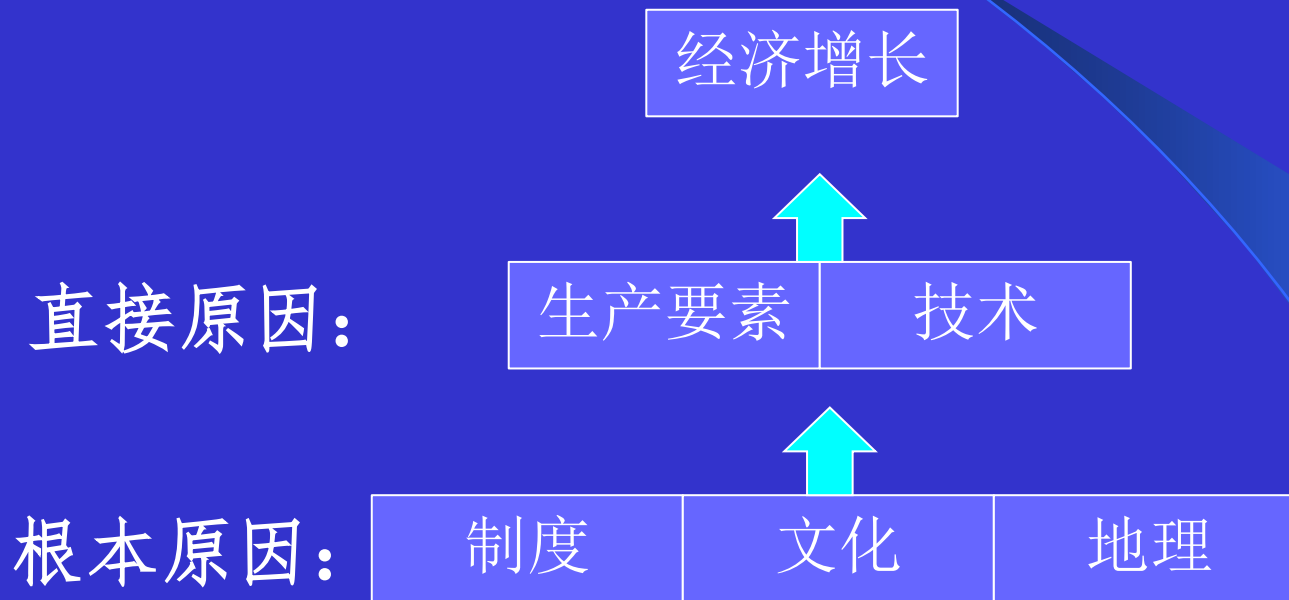 经济增长
直接原因： 生产要素 技术
根本原因： 制度 文化 地理